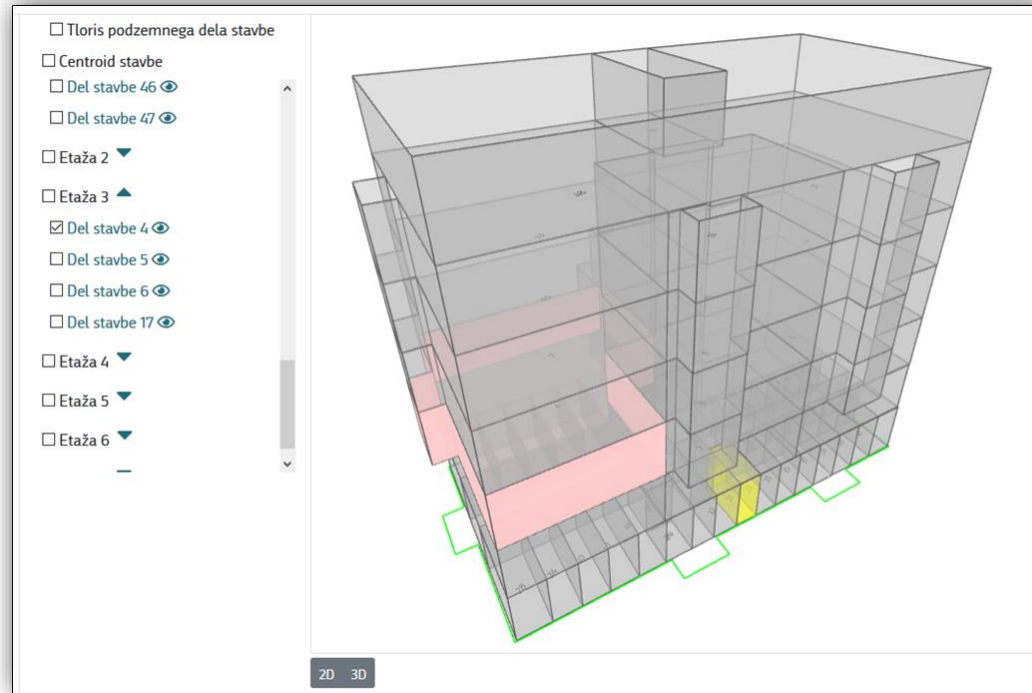 Tloris podzemnega dela stavbe
Centroid stavbe
Del stavbe 46
Del stavbe 47
Etaža 2
Etaža 3
Del stavbe 4
Del stavbe 5
Del stavbe 6
Del stavbe 17
Etaža 4
Etaža 5
Etaža 6
2D 3D